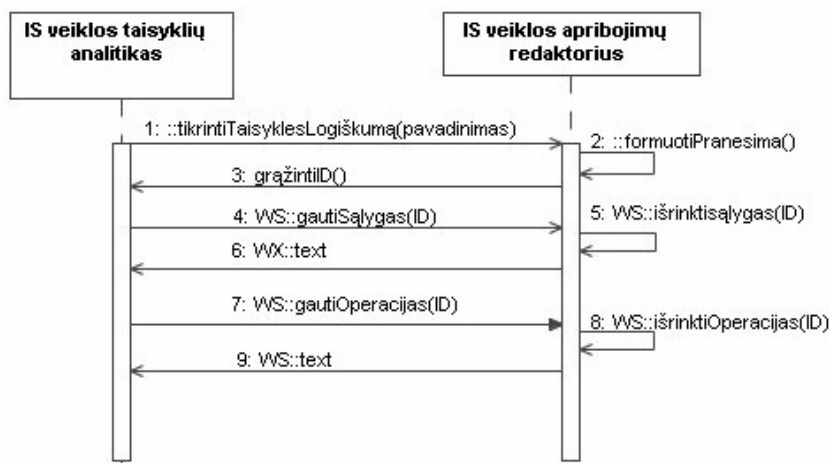 IS veiklos taisyklių
analitikas
IS veiklos apribojimų
redaktorius
1: ::tikrintiTaisyklesLogiškumą(pavadinimas)
2: ::formuotiPranesima()
3: grąžintiID()
4: WS::gautiSąlygas(ID)
5: WS::išrinktisąlygas(ID)
6: WX::text
7: WS::gautiOperacijas(ID)
8: WS::išrinktiOperacijas(ID)
9: WS::text